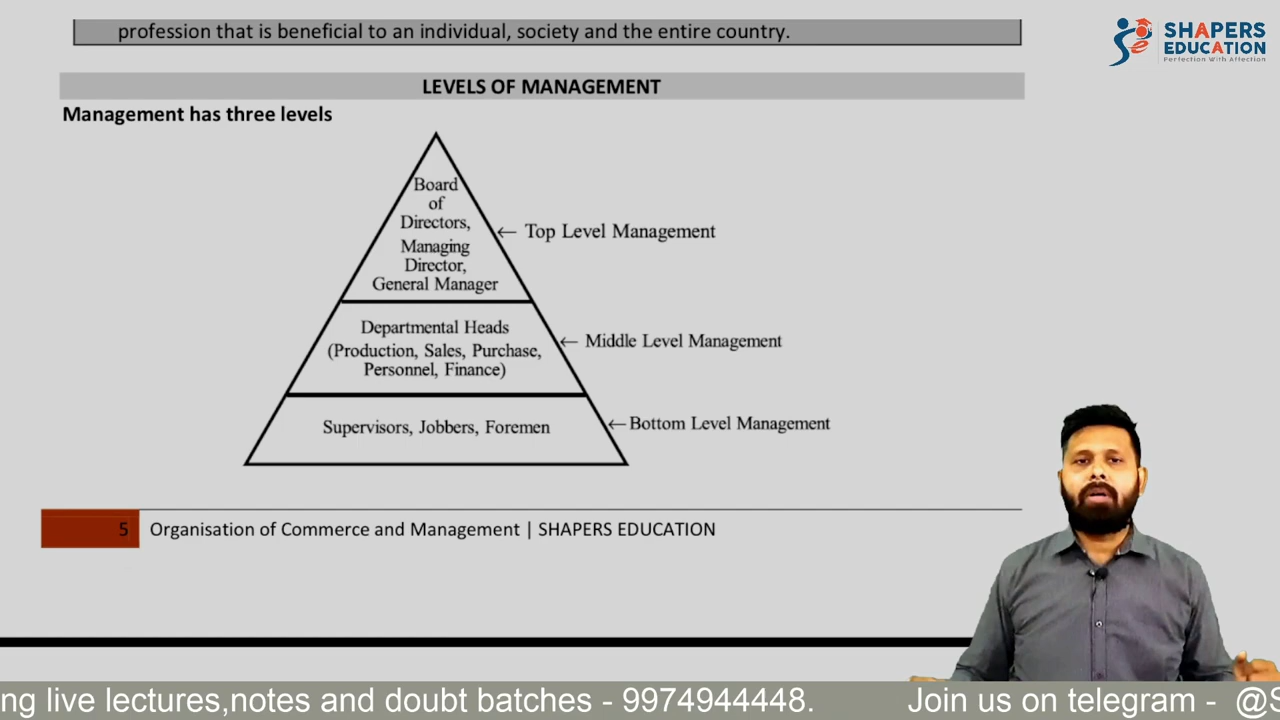 profession that is beneficial to an individual, society and the entire country.
SHAPERS
EDUCATION
Perfection With Affection
LEVELS OF MANAGEMENT
Management has three levels
Board
of
Directors,
Managing
Director,
General Manager
← Top Level Management
Departmental Heads
(Production, Sales, Purchase,
Personnel, Finance)
← Middle Level Management
Supervisors, Jobbers, Foremen
← Bottom Level Management
5 Organisation of Commerce and Management | SHAPERS EDUCATION
ng live lectures,notes and doubt batches - 9974944448. Join us on telegram - @S